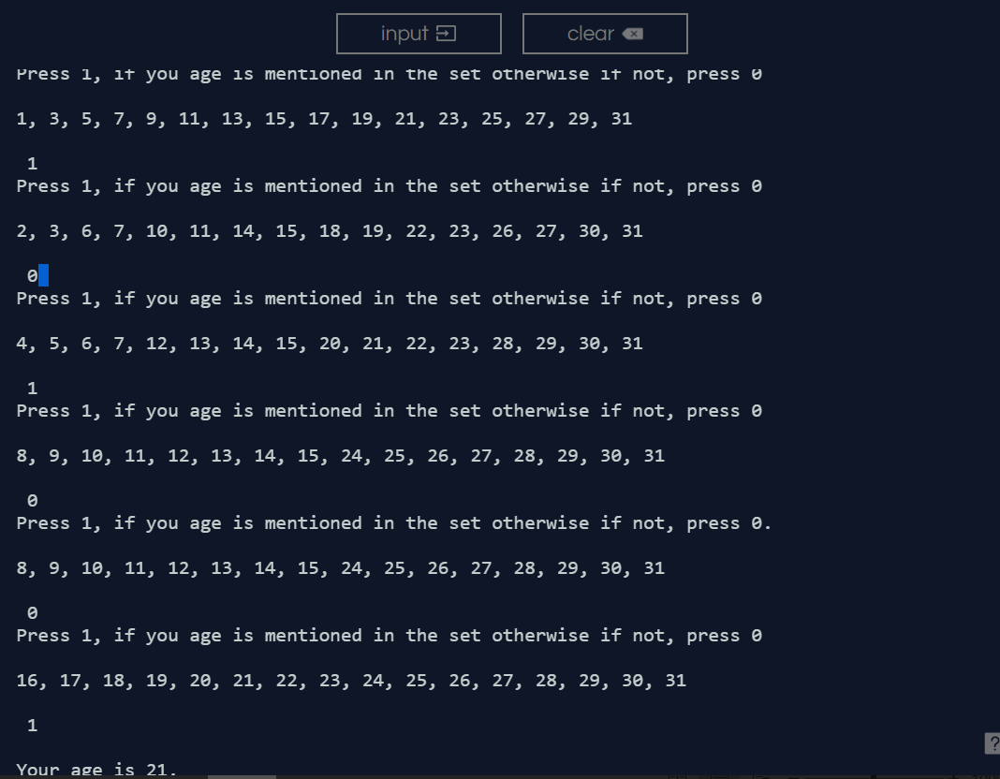 input
clear
Press 1, if you age is mentioned in the set otherwise if not, press 0
1, 3, 5, 7, 9, 11, 13, 15, 17, 19, 21, 23, 25, 27, 29, 31
1
Press 1, if you age is mentioned in the set otherwise if not, press 0
2, 3, 6, 7, 10, 11, 14, 15, 18, 19, 22, 23, 26, 27, 30, 31
0
Press 1, if you age is mentioned in the set otherwise if not, press 0
4, 5, 6, 7, 12, 13, 14, 15, 20, 21, 22, 23, 28, 29, 30, 31
1
Press 1, if you age is mentioned in the set otherwise if not, press 0
8, 9, 10, 11, 12, 13, 14, 15, 24, 25, 26, 27, 28, 29, 30, 31
0
Press 1, if you age is mentioned in the set otherwise if not, press 0.
8, 9, 10, 11, 12, 13, 14, 15, 24, 25, 26, 27, 28, 29, 30, 31
0
Press 1, if you age is mentioned in the set otherwise if not, press 0
16, 17, 18, 19, 20, 21, 22, 23, 24, 25, 26, 27, 28, 29, 30, 31
1
?
Your age is 21.